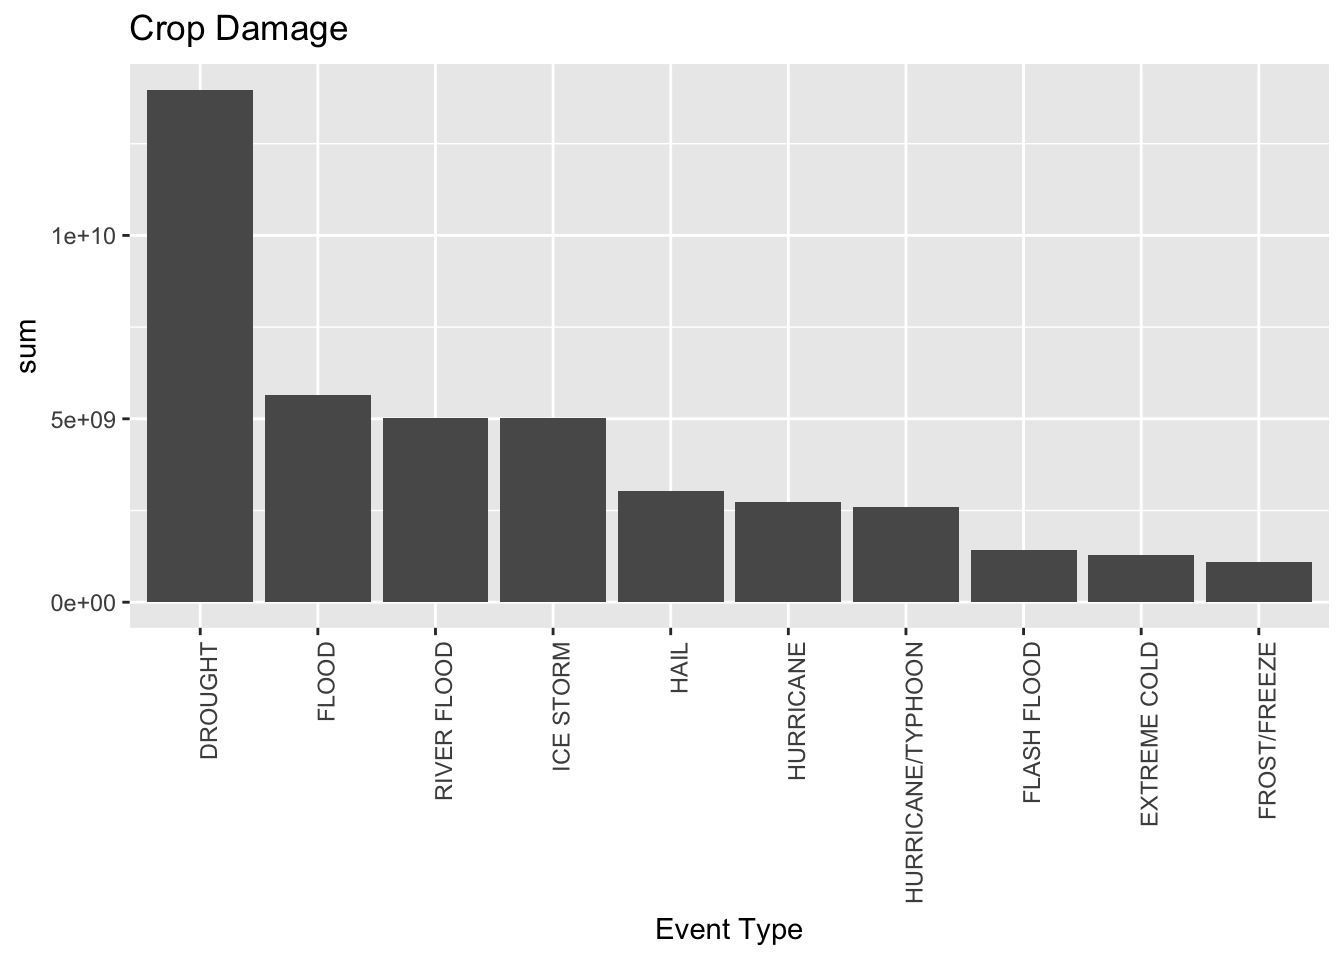 Crop Damage
sum
1e+10
5e+09
0e+00
DROUGHT
FLOOD
RIVER FLOOD
ICE STORM
HAIL
HURRICANE
HURRICANE/TYPHOON
FLASH FLOOD
EXTREME COLD
FROST/FREEZE
Event Type